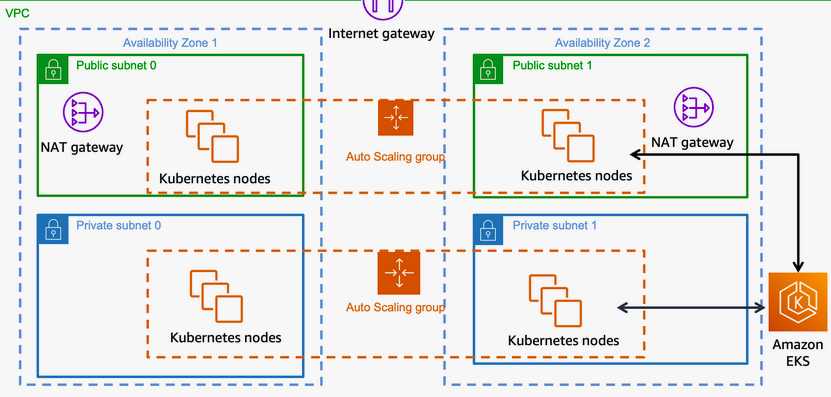 VPC
Internet gateway
Availability Zone 1
Availability Zone 2
Public subnet 0
Public subnet 1
NAT gateway
Kubernetes nodes
Auto Scaling group
Kubernetes nodes
NAT gateway
Private subnet 0
Private subnet 1
Kubernetes nodes
Auto Scaling group
Kubernetes nodes
K
Amazon
EKS